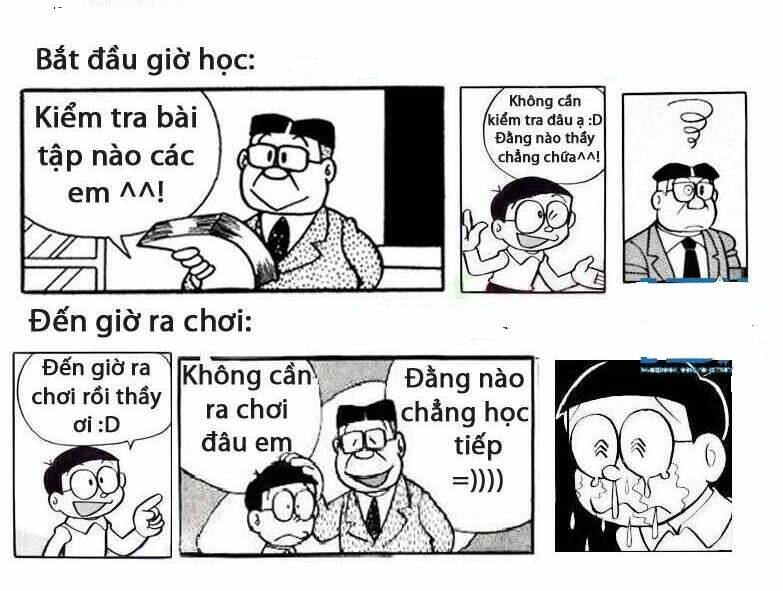 Bắt đầu giờ học:
Kiểm tra bài
tập nào các
em ^^!
Không cần
kiểm tra đâu ạ :D
Đằng nào thầy
chẳng chữa^^!
Đến giờ ra chơi:
Đến giờ ra
chơi rồi thầy
ơi :D
Không cần
ra chơi
đâu em
Đằng nào
chẳng học
tiếp
=))))